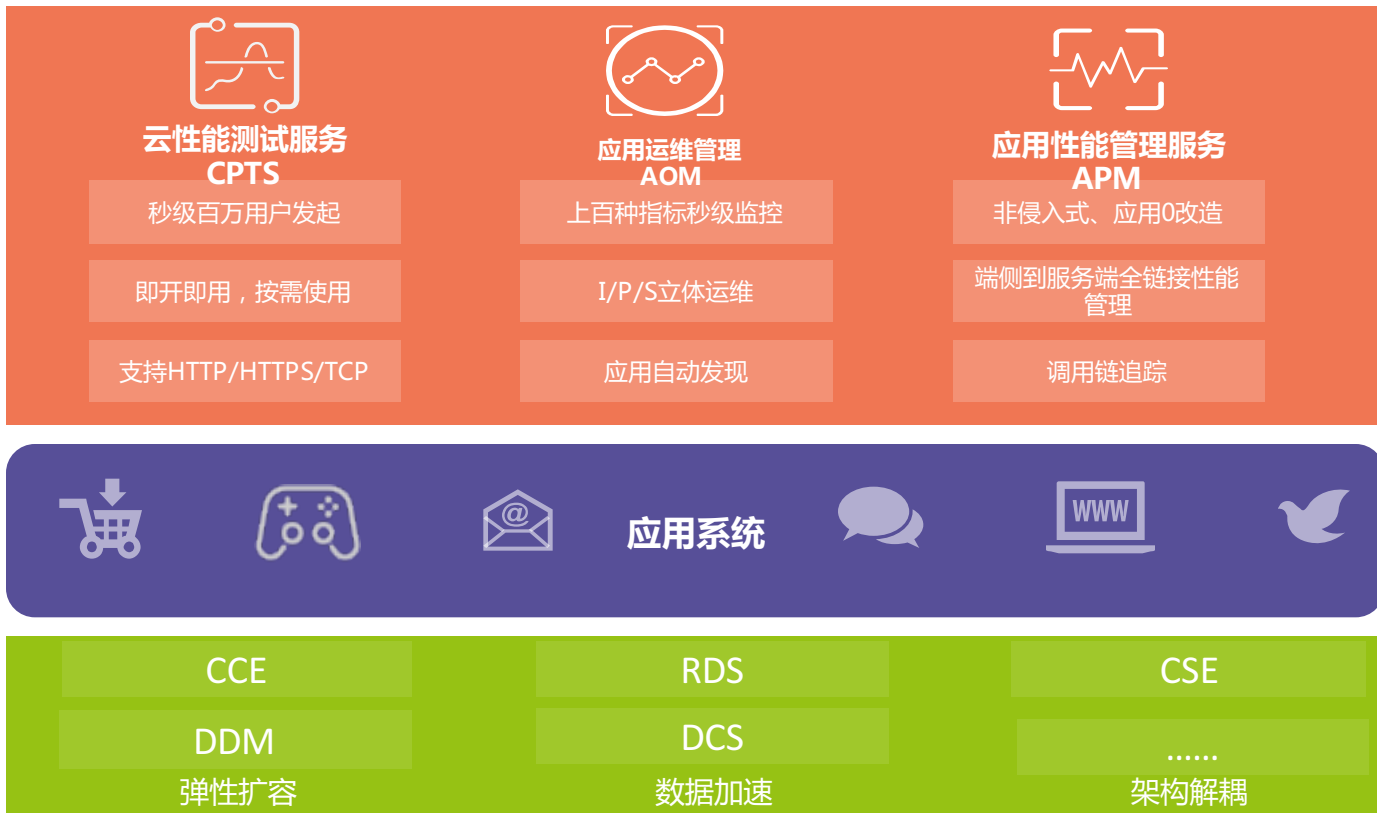 云性能测试服务
CPTS
秒级百万用户发起
即开即用，按需使用
支持HTTP/HTTPS/TCP
应用运维管理
AOM
上百种指标秒级监控
I/P/S立体运维
应用自动发现
应用性能管理服务
APM
非侵入式、应用0改造
端侧到服务端全链接性能
管理
调用链追踪
@
应用系统
WWW
CCE
DDM
弹性扩容
RDS
DCS
数据加速
CSE
......
架构解耦